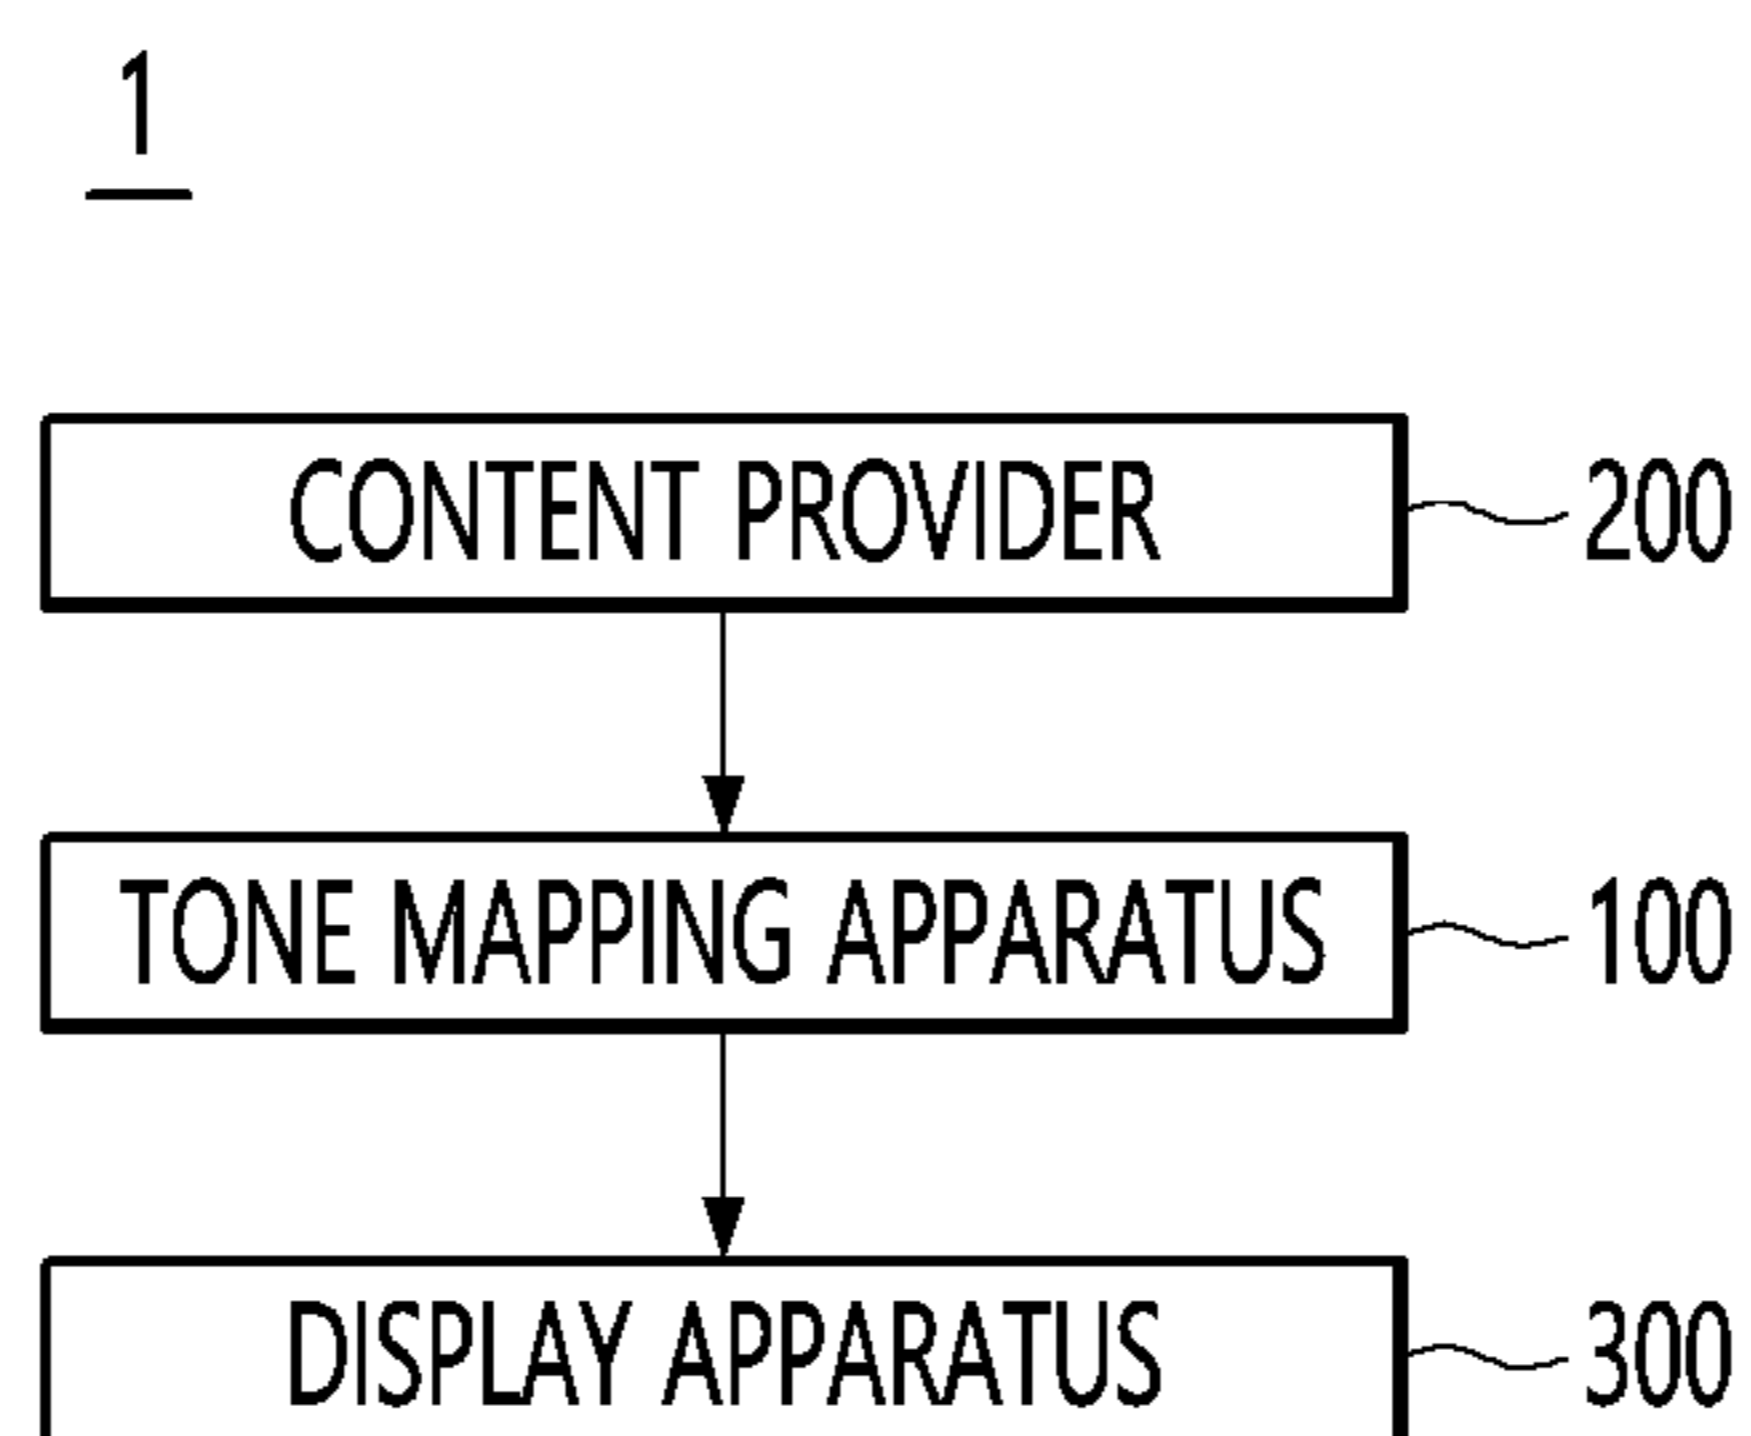 1
CONTENT PROVIDER 200
TONE MAPPING APPARATUS 100
DISPLAY APPARATUS 300